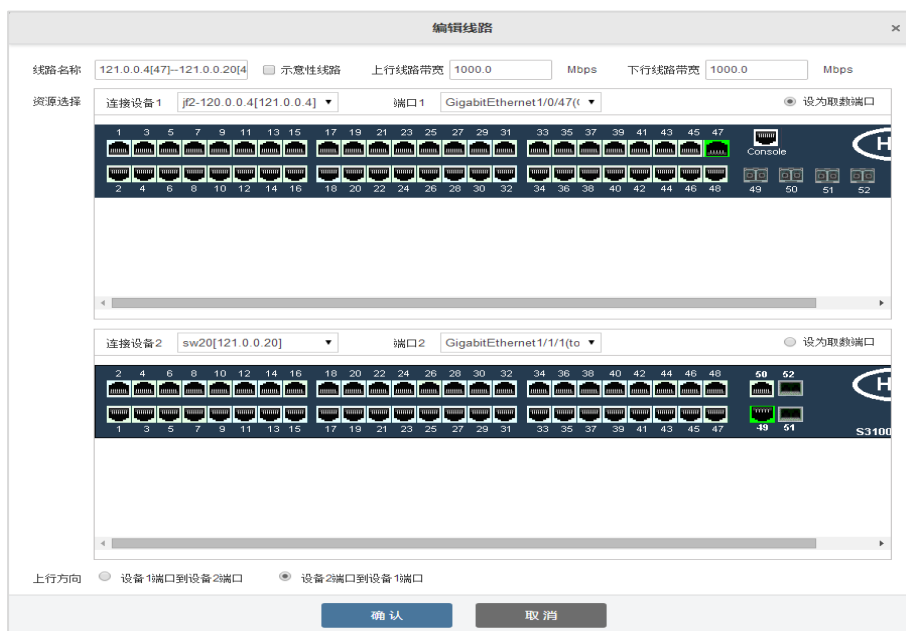 编辑线路 ×
线路名称 121.0.0.4[47]--121.0.0.20[4 示意性线路 上行线路带宽 1000.0 Mbps 下行线路带宽 1000.0 Mbps
资源选择 连接设备1 jf2-120.0.0.4[121.0.0.4] 端口1 GigabitEthernet1/0/47(( 设为取数端口
1 3 5 7 9 11 13 15 17 19 21 23 25 27 29 31 33 35 37 39 41 43 45 47
Console H
2 4 6 8 10 12 14 16 18 20 22 24 26 28 30 32 34 36 38 40 42 44 46 48 49 50 51 52
连接设备2 sw20[121.0.0.20] 端口2 GigabitEthernet1/1/1(to 设为取数端口
2 4 6 8 10 12 14 16 18 20 22 24 26 28 30 32 34 36 38 40 42 44 46 48 50 52
H
1 3 5 7 9 11 13 15 17 19 21 23 25 27 29 31 33 35 37 39 41 43 45 47 49 51 S3100
上行方向 设备1端口到设备2端口 设备2端口到设备1端口
确认 取消